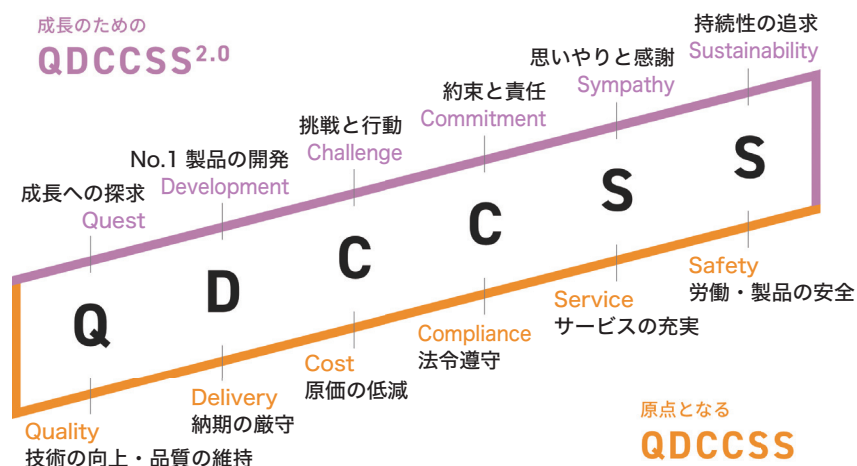 成長のための
QDCCSS2.0
持続性の追求
Sustainability
思いやりと感謝
Sympathy
約束と責任
Commitment
挑戦と行動
Challenge
No.1 製品の開発
Development
成長への探求
Quest
Q
D
C
C
S
S
Quality
技術の向上・品質の維持
Delivery
納期の厳守
Cost
原価の低減
Compliance
法令遵守
Service
サービスの充実
Safety
労働・製品の安全
原点となる
QDCCSS